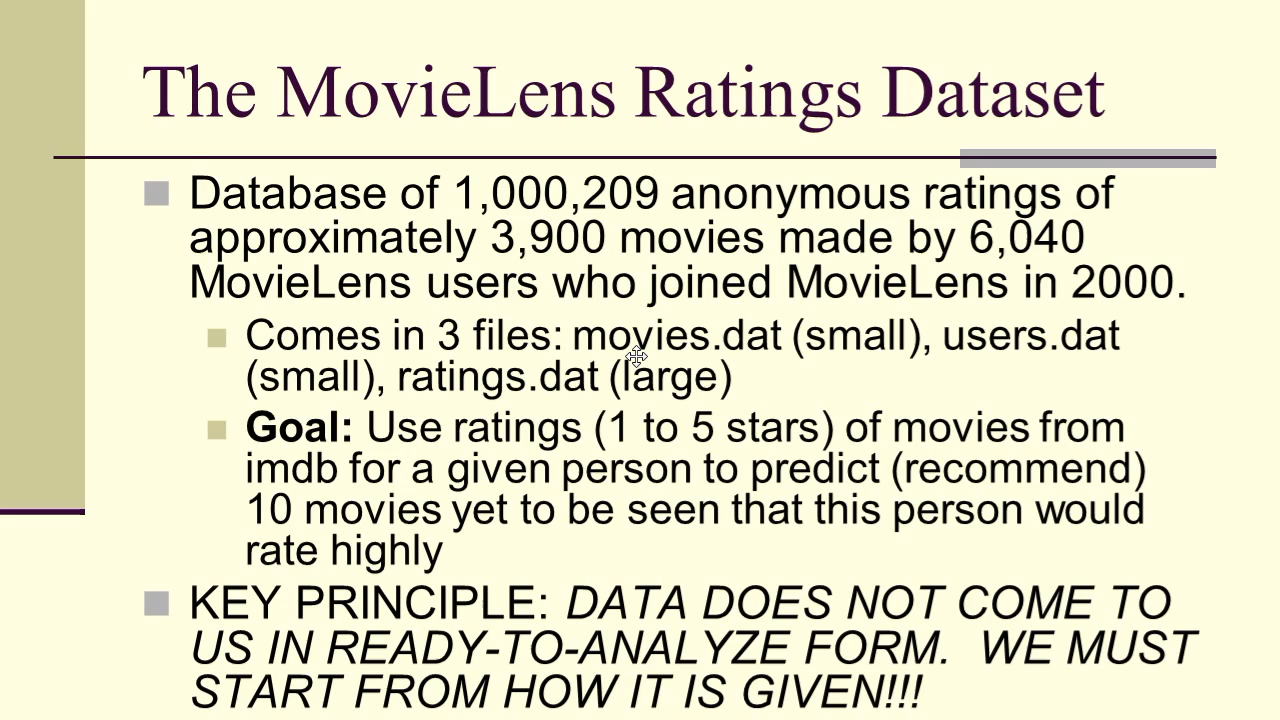 The MovieLens Ratings Dataset
Database of 1,000,209 anonymous ratings of
approximately 3,900 movies made by 6,040
MovieLens users who joined MovieLens in 2000.
Comes in 3 files: movies.dat (small), users.dat
(small), ratings.dat (large)
Goal: Use ratings (1 to 5 stars) of movies from
imdb for a given person to predict (recommend)
10 movies yet to be seen that this person would
rate highly
KEY PRINCIPLE: DATA DOES NOT COME TO
US IN READY-TO-ANALYZE FORM.  WE MUST
START FROM HOW IT IS GIVEN!!!